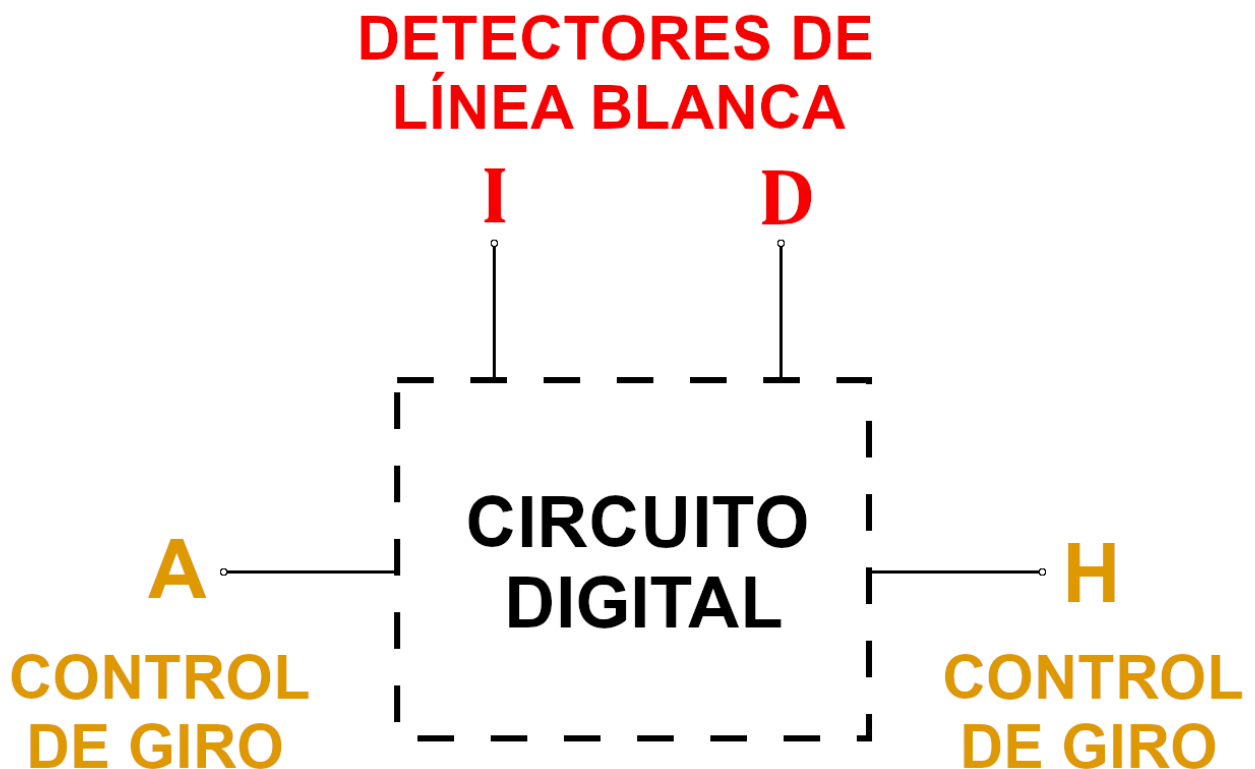 DETECTORES DE
LÍNEA BLANCA
I D
CIRCUITO
DIGITAL
A
CONTROL
DE GIRO
H
CONTROL
DE GIRO